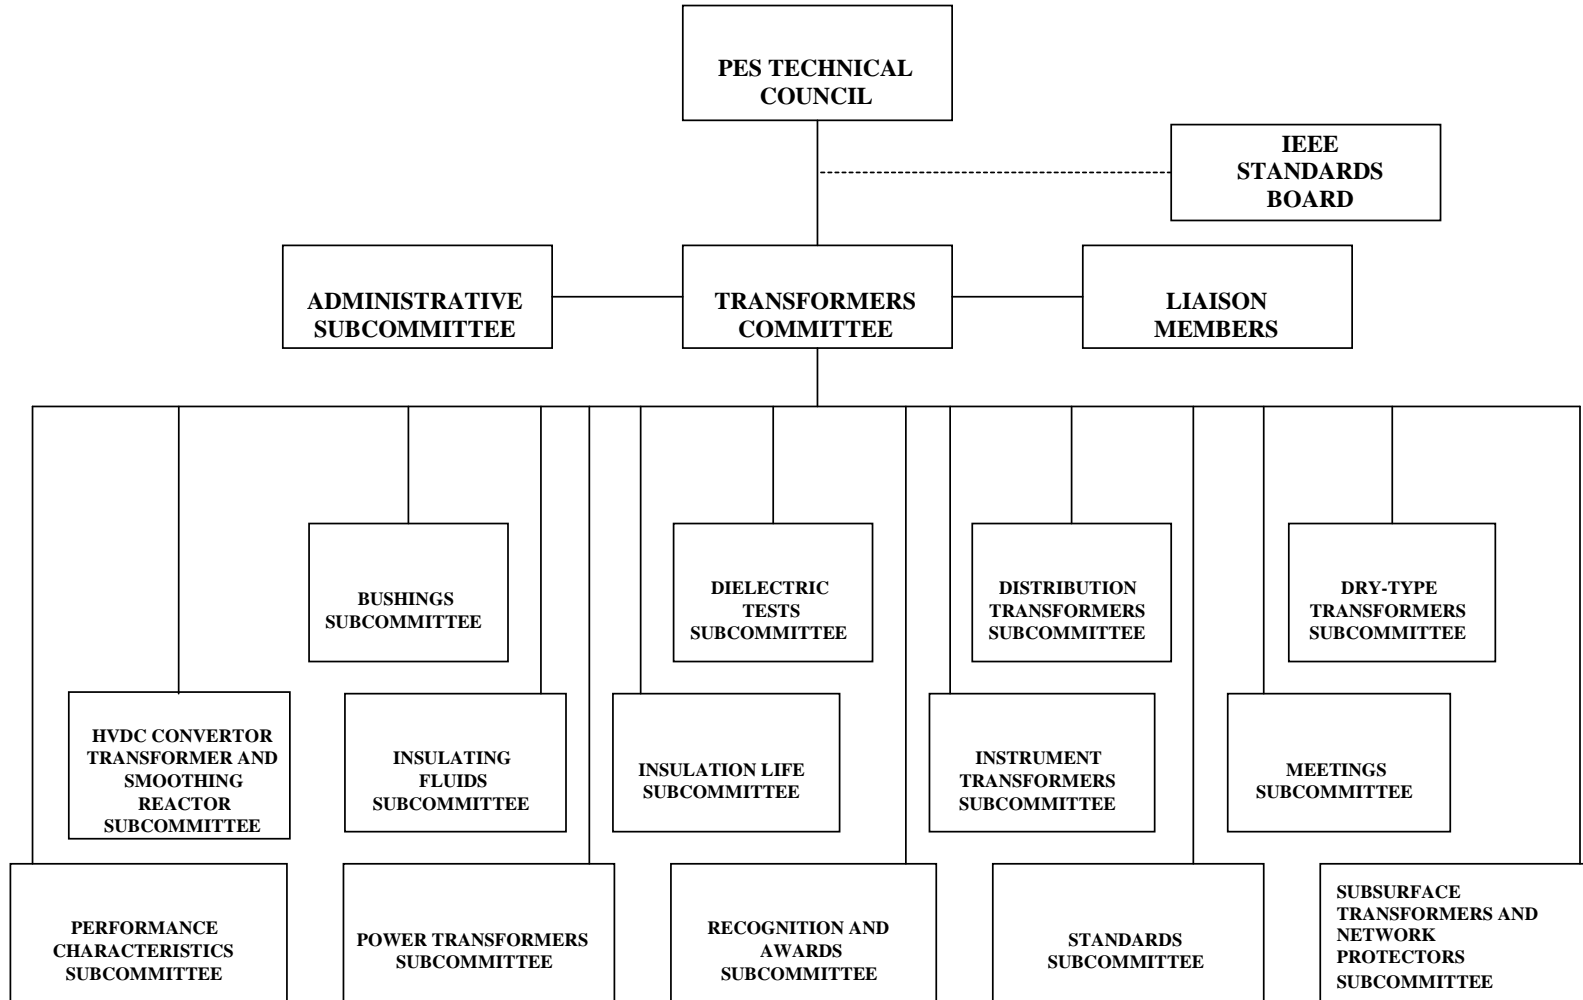 PES TECHNICAL
COUNCIL
IEEE
STANDARDS
BOARD
ADMINISTRATIVE
SUBCOMMITTEE
TRANSFORMERS
COMMITTEE
LIAISON
MEMBERS
BUSHINGS
SUBCOMMITTEE
DIELECTRIC
TESTS
SUBCOMMITTEE
DISTRIBUTION
TRANSFORMERS
SUBCOMMITTEE
DRY-TYPE
TRANSFORMERS
SUBCOMMITTEE
HVDC CONVERTOR
TRANSFORMER AND
SMOOTHING
REACTOR
SUBCOMMITTEE
INSULATING
FLUIDS
SUBCOMMITTEE
INSULATION LIFE
SUBCOMMITTEE
INSTRUMENT
TRANSFORMERS
SUBCOMMITTEE
MEETINGS
SUBCOMMITTEE
PERFORMANCE
CHARACTERISTICS
SUBCOMMITTEE
POWER TRANSFORMERS
SUBCOMMITTEE
RECOGNITION AND
AWARDS
SUBCOMMITTEE
STANDARDS
SUBCOMMITTEE
SUBSURFACE
TRANSFORMERS AND
NETWORK
PROTECTORS
SUBCOMMITTEE